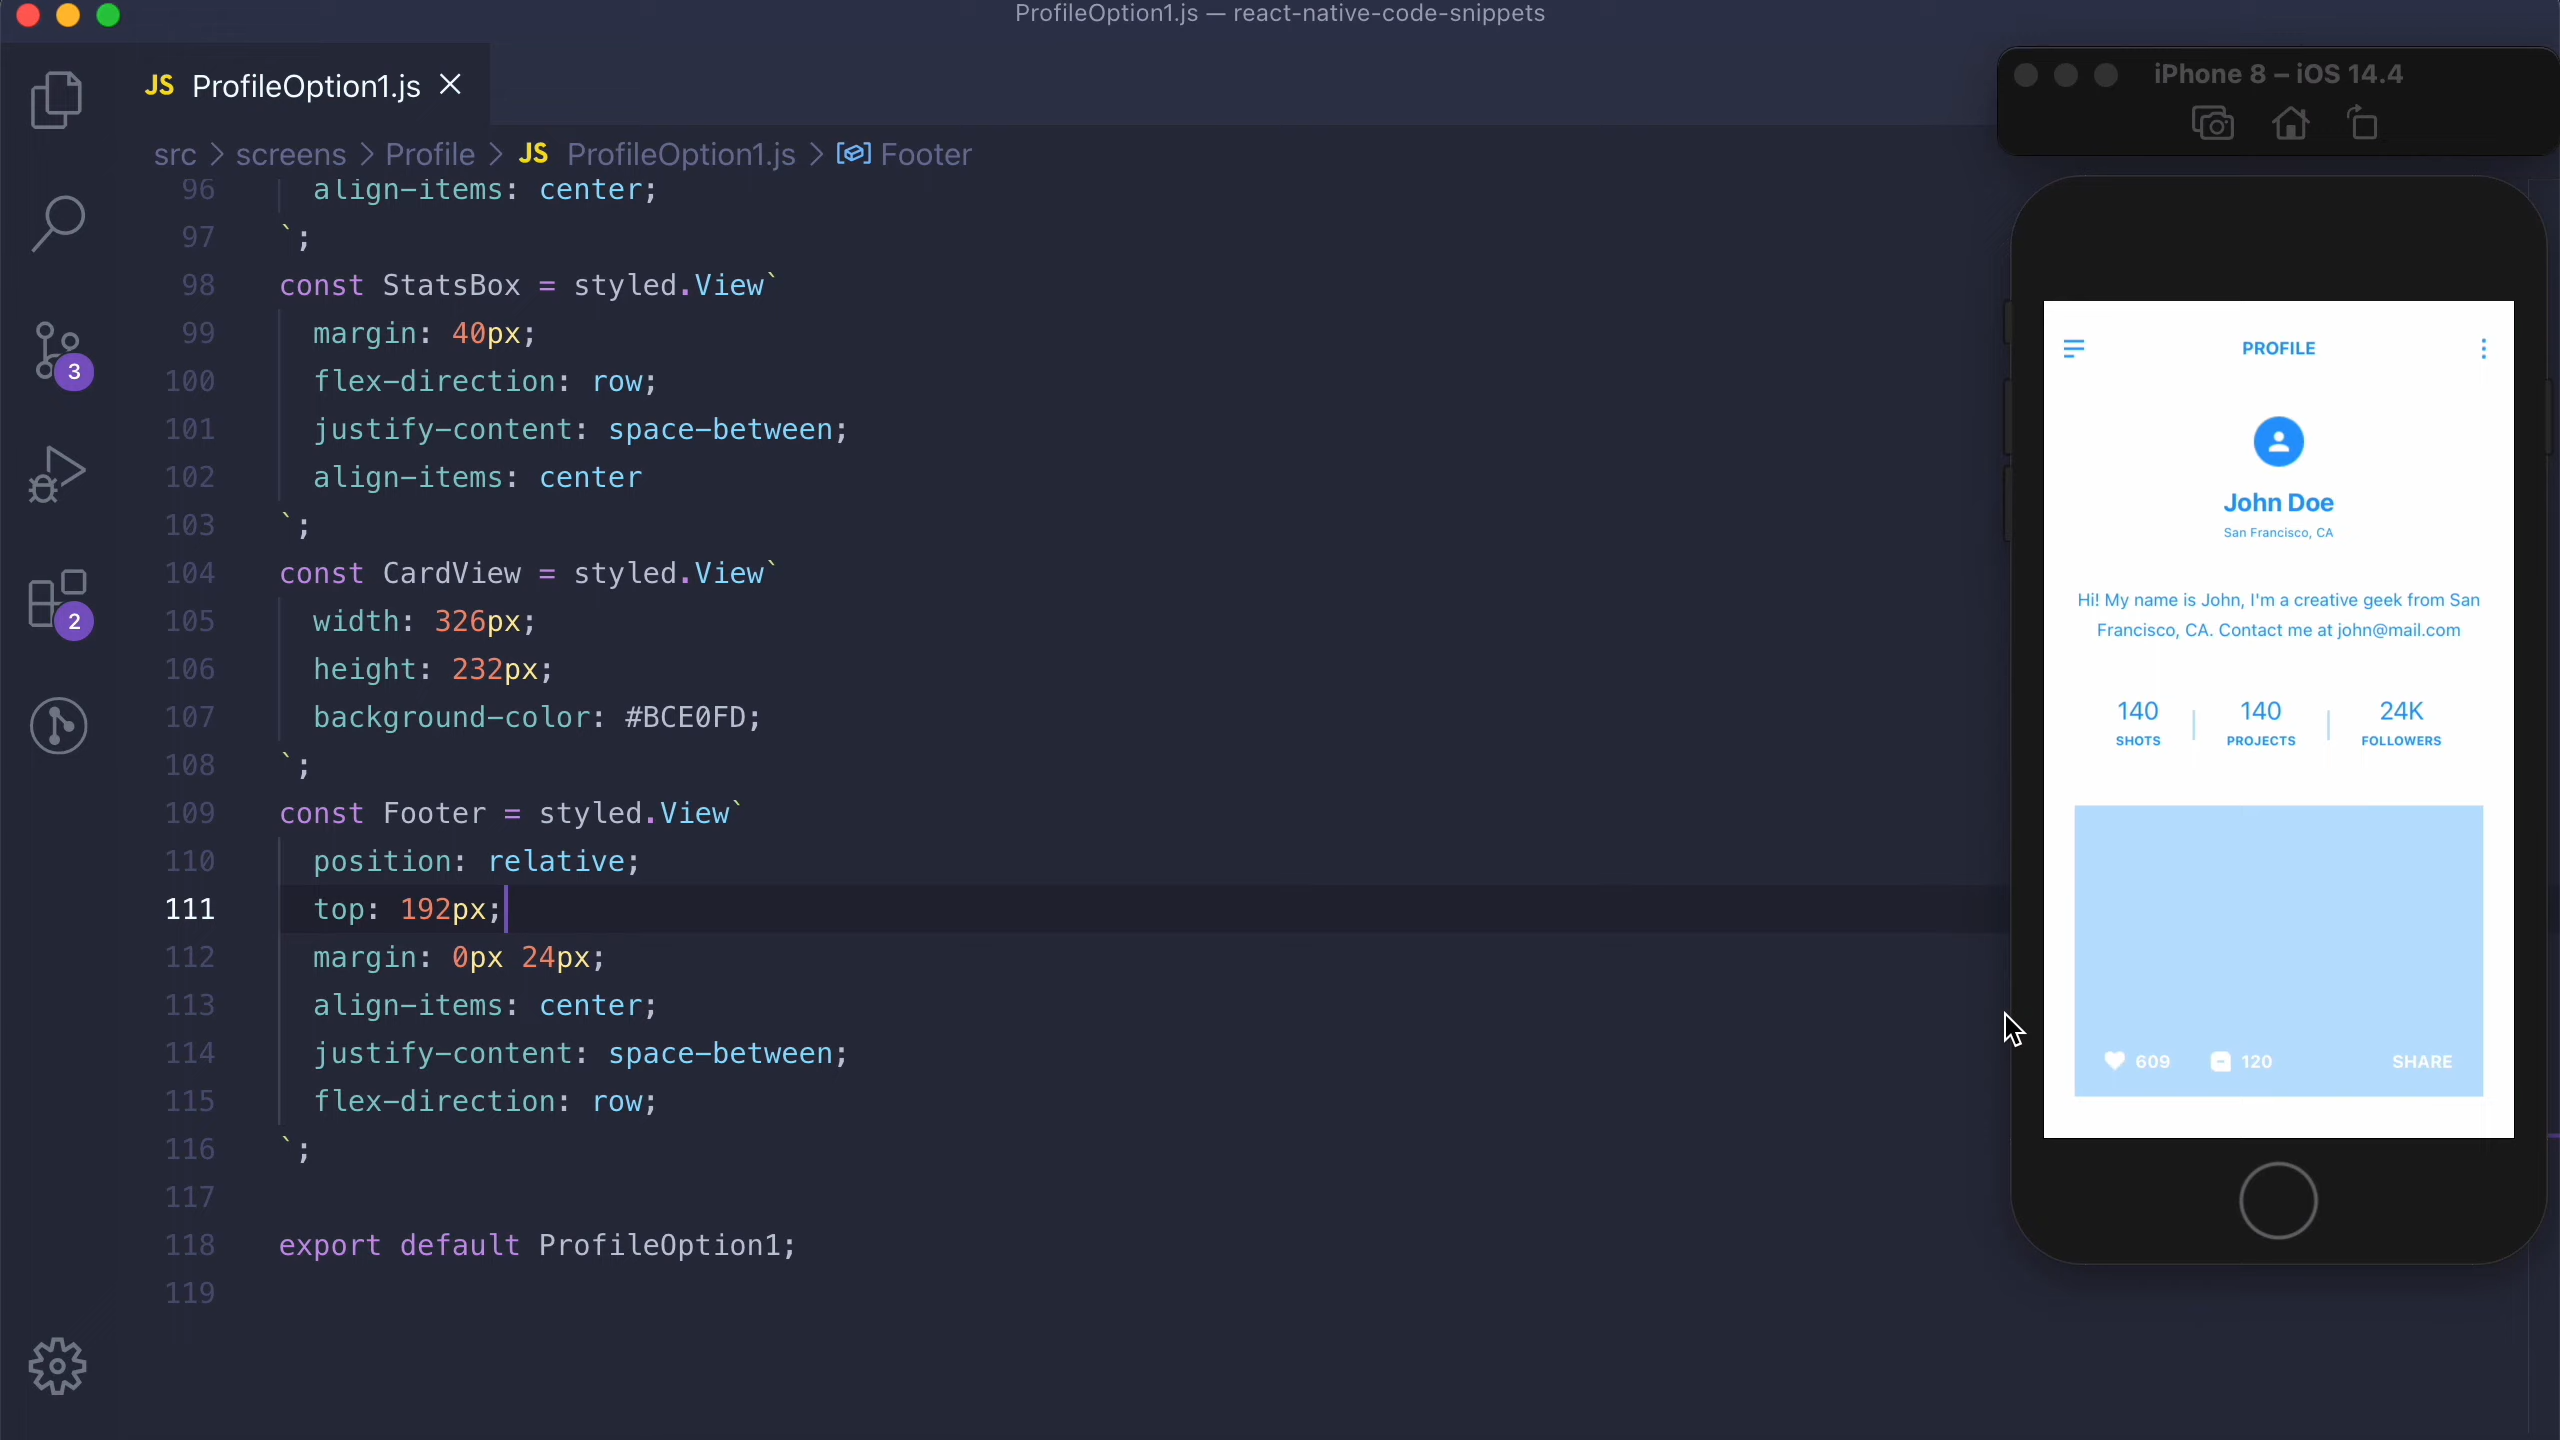 ProfileOption1.js — react-native-code-snippets
JS ProfileOption1.js
src > screens > Profile > JS ProfileOption1.js > Footer
96 align-items: center;
97 `;
98 const StatsBox = styled.View`
99 margin: 40px;
100 flex-direction: row;
101 justify-content: space-between;
102 align-items: center
103 `;
104 const CardView = styled.View`
105 width: 326px;
106 height: 232px;
107 background-color: #BCE0FD;
108 `;
109 const Footer = styled.View`
110 position: relative;
111 top: 192px;
112 margin: 0px 24px;
113 align-items: center;
114 justify-content: space-between;
115 flex-direction: row;
116 `;
117
118 export default ProfileOption1;
119
3
2
iPhone 8 – iOS 14.4
PROFILE
John Doe
San Francisco, CA
Hi! My name is John, I'm a creative geek from San
Francisco, CA. Contact me at john@mail.com
140 140 24K
SHOTS PROJECTS FOLLOWERS
609 120 SHARE